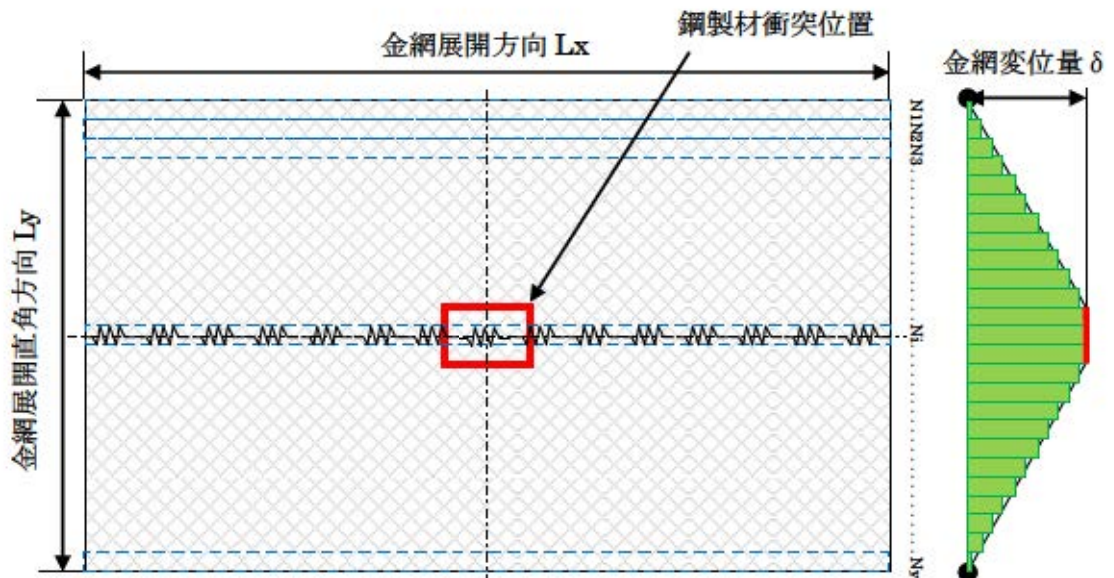 鋼製材衝突位置
金網展開方向 Lx
金網変位量 δ
金網展開直角方向 Ly
N1N2N3.......Ni.......Ny